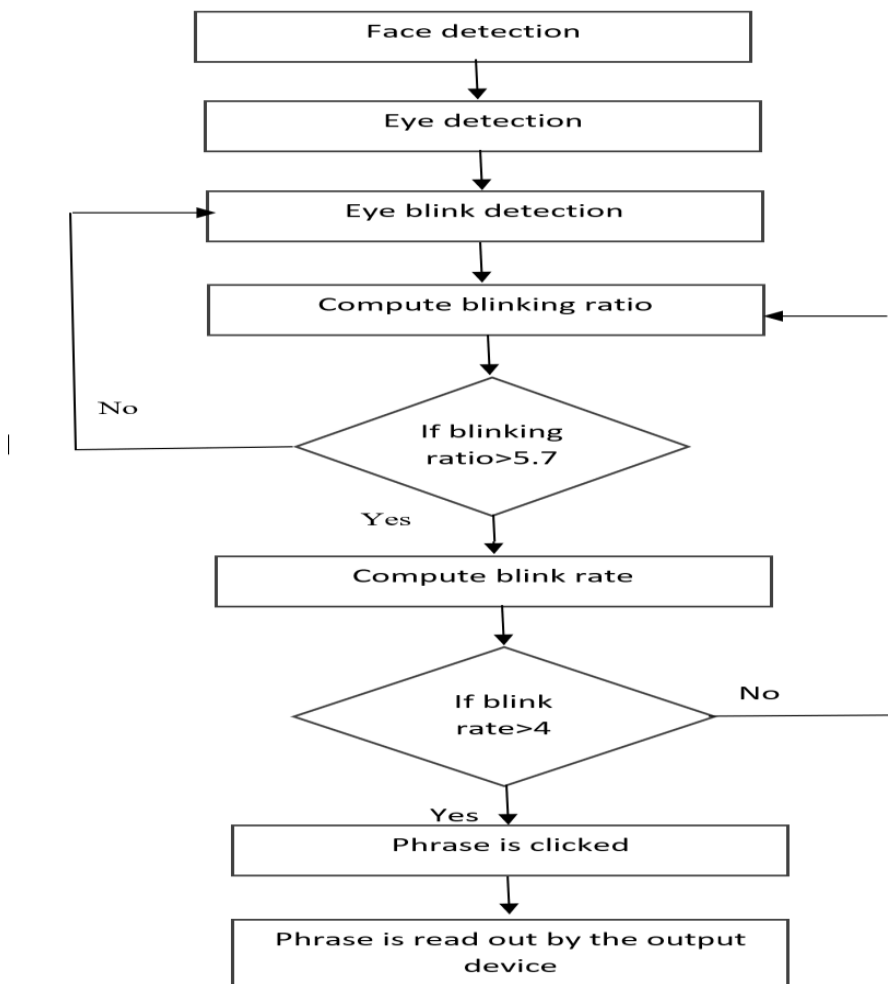 Face detection
Eye detection
Eye blink detection
Compute blinking ratio
No
If blinking
ratio>5.7
Yes
Compute blink rate
If blink
rate>4
No
Yes
Phrase is clicked
Phrase is read out by the output
device